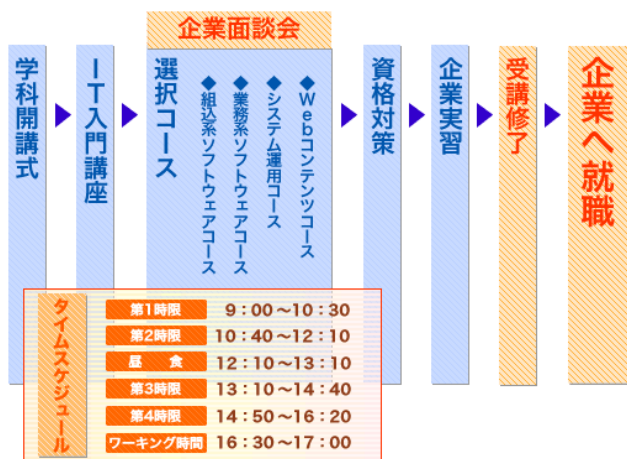 企業面談会
学科開講式
IT入門講座
選択コース
◆組込系ソフトウェアコース
◆業務系ソフトウェアコース
◆システム運用コース
◆Webコンテンツコース
資格対策
企業実習
受講修了
企業へ就職
タイムスケジュール
第1時限 9:00～10:30
第2時限 10:40～12:10
昼 食 12:10～13:10
第3時限 13:10～14:40
第4時限 14:50～16:20
ワーキング時間 16:30～17:00